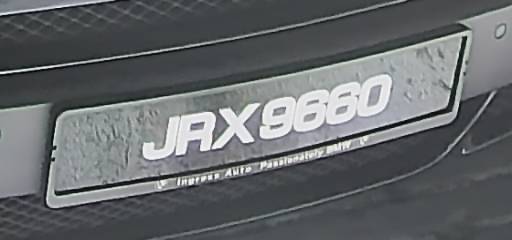 JRX9660
Ingress Auto Passionately BMW